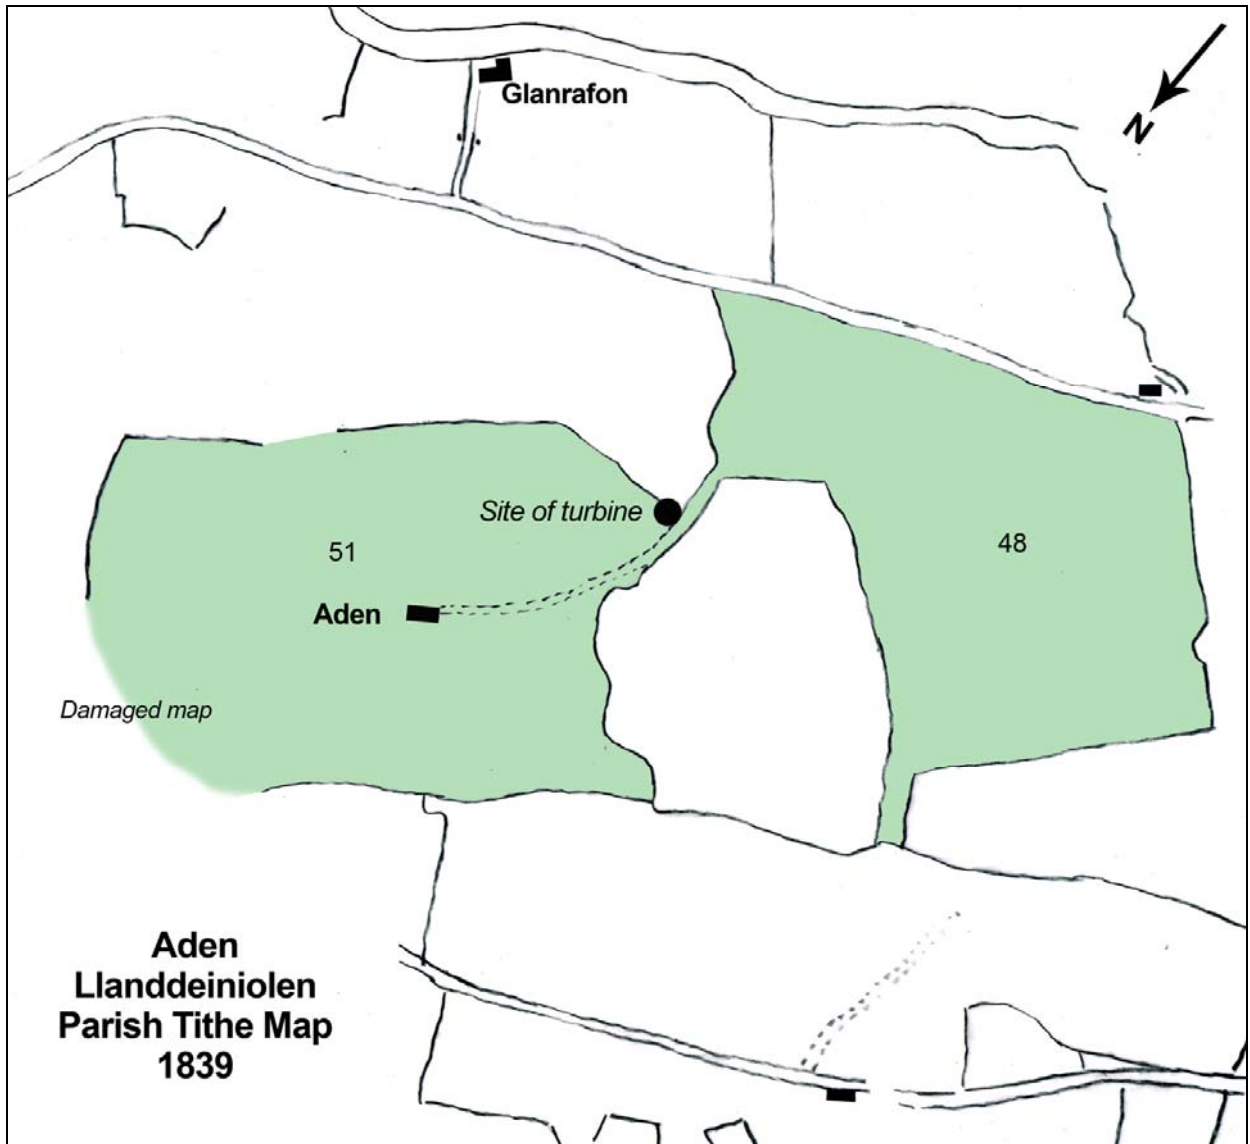 Glanrafon
N
Site of turbine
51
48
Aden
Damaged map
Aden
Llanddeiniolen
Parish Tithe Map
1839